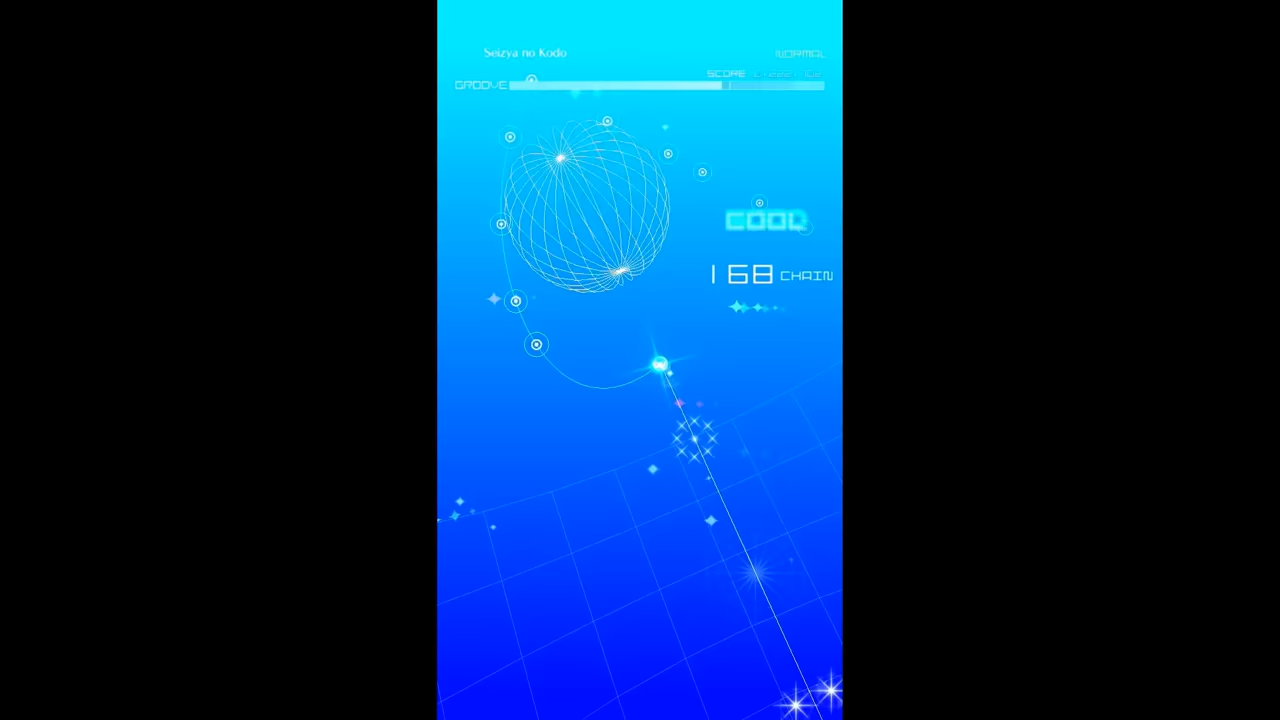 Seizya no Kodo
NORMAL
SCORE
GROOVE
COOL
168 CHAIN